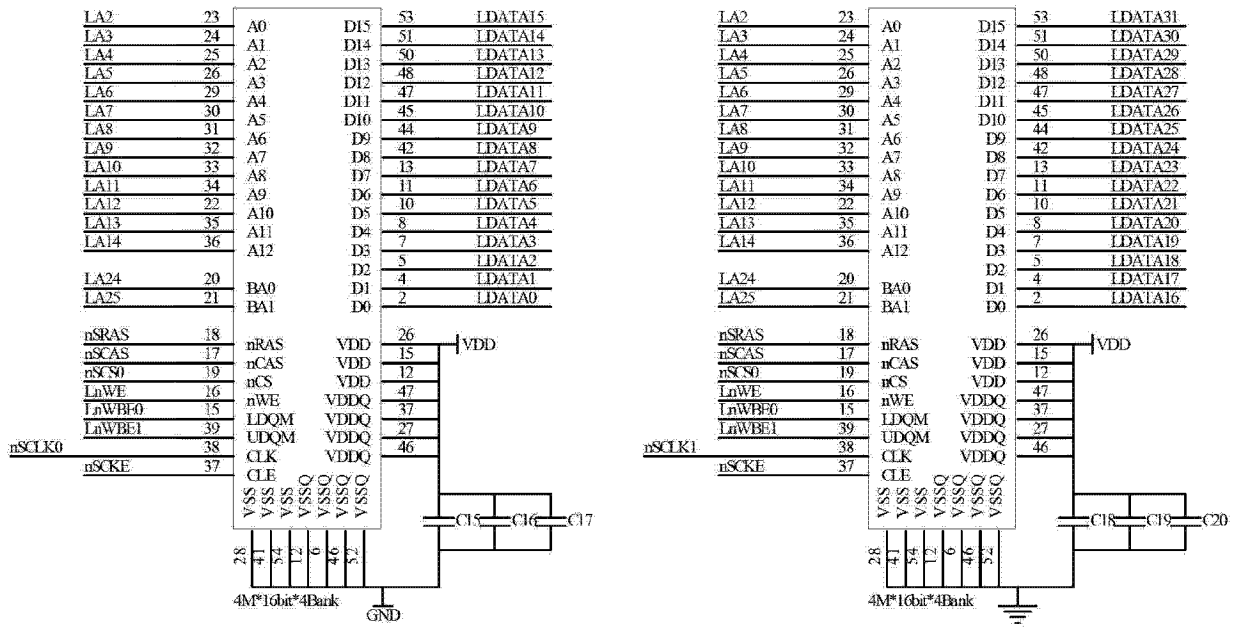 LA2 23 A0 D15 53 LDATA15
LA3 24 A1 D14 51 LDATA14
LA4 25 A2 D13 50 LDATA13
LA5 26 A3 D12 48 LDATA12
LA6 29 A4 D11 47 LDATA11
LA7 30 A5 D10 45 LDATA10
LA8 31 A6 D9 44 LDATA9
LA9 32 A7 D8 42 LDATA8
LA10 33 A8 D7 13 LDATA7
LA11 34 A9 D6 11 LDATA6
LA12 22 A10 D5 10 LDATA5
LA13 35 A11 D4 8 LDATA4
LA14 36 A12 D3 7 LDATA3
D2 5 LDATA2
LA24 20 BA0 D1 4 LDATA1
LA25 21 BA1 D0 2 LDATA0
nSRAS 18 nRAS VDD 26 VDD
nSCAS 17 nCAS VDD 15
nSCS0 19 nCS VDD 12
LnWE 16 nWE VDDQ 47
LnWBE0 15 LDQM VDDQ 37
LnWBE1 39 UDQM VDDQ 27
nSCLK0 38 CLK VDDQ 46
nSCKE 37 CLE
VSS VSS VSS VSSQ VSSQ VSSQ VSSQ
C15 C16 C17
28 41 54 12 6 46 52
4M*16bit*4Bank
GND
LA2 23 A0 D15 53 LDATA31
LA3 24 A1 D14 51 LDATA30
LA4 25 A2 D13 50 LDATA29
LA5 26 A3 D12 48 LDATA28
LA6 29 A4 D11 47 LDATA27
LA7 30 A5 D10 45 LDATA26
LA8 31 A6 D9 44 LDATA25
LA9 32 A7 D8 42 LDATA24
LA10 33 A8 D7 13 LDATA23
LA11 34 A9 D6 11 LDATA22
LA12 22 A10 D5 10 LDATA21
LA13 35 A11 D4 8 LDATA20
LA14 36 A12 D3 7 LDATA19
D2 5 LDATA18
LA24 20 BA0 D1 4 LDATA17
LA25 21 BA1 D0 2 LDATA16
nSRAS 18 nRAS VDD 26 VDD
nSCAS 17 nCAS VDD 15
nSCS0 19 nCS VDD 12
LnWE 16 nWE VDDQ 47
LnWBE0 15 LDQM VDDQ 37
LnWBE1 39 UDQM VDDQ 27
nSCLK1 38 CLK VDDQ 46
nSCKE 37 CLE
VSS VSS VSS VSSQ VSSQ VSSQ VSSQ
C18 C19 C20
28 41 54 12 6 46 52
4M*16bit*4Bank